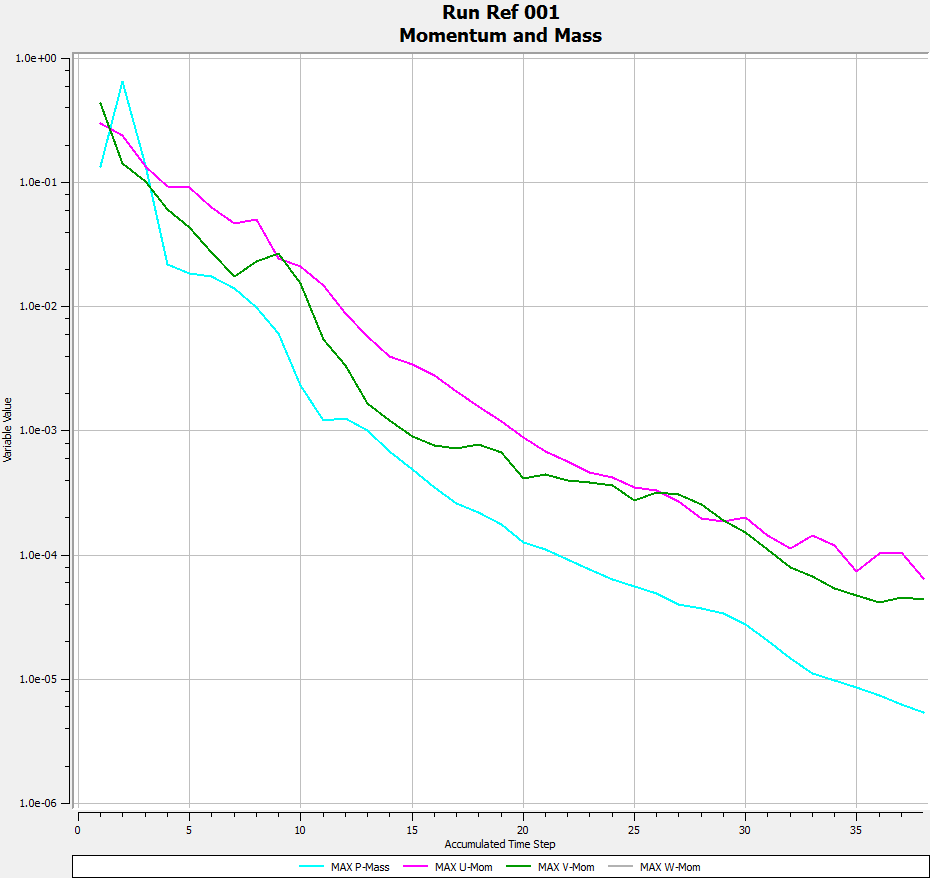 Run Ref 001
Momentum and Mass
1.0e+00
1.0e-01
1.0e-02
1.0e-03
1.0e-04
1.0e-05
1.0e-06
Variable Value
0 5 10 15 20 25 30 35
Accumulated Time Step
MAX P-Mass MAX U-Mom MAX V-Mom MAX W-Mom